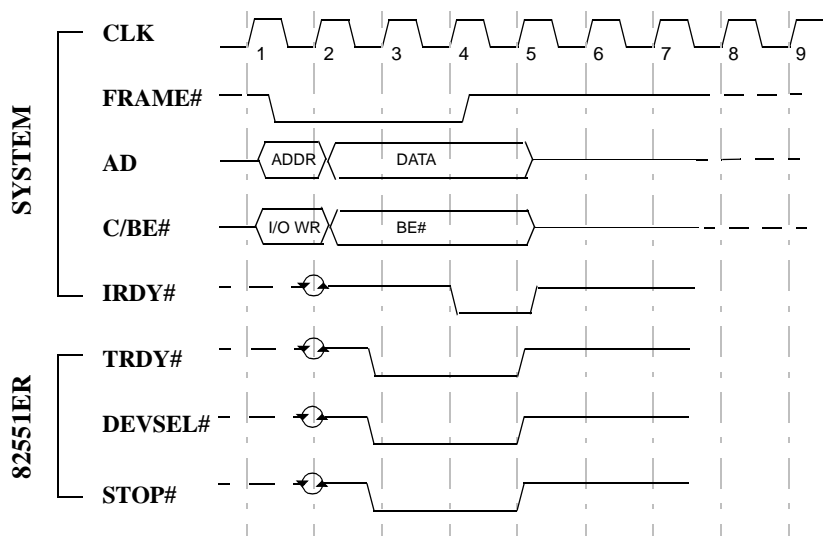 SYSTEM
CLK
1 2 3 4 5 6 7 8 9
FRAME#
AD
ADDR DATA
C/BE#
I/O WR BE#
IRDY#
82551ER
TRDY#
DEVSEL#
STOP#